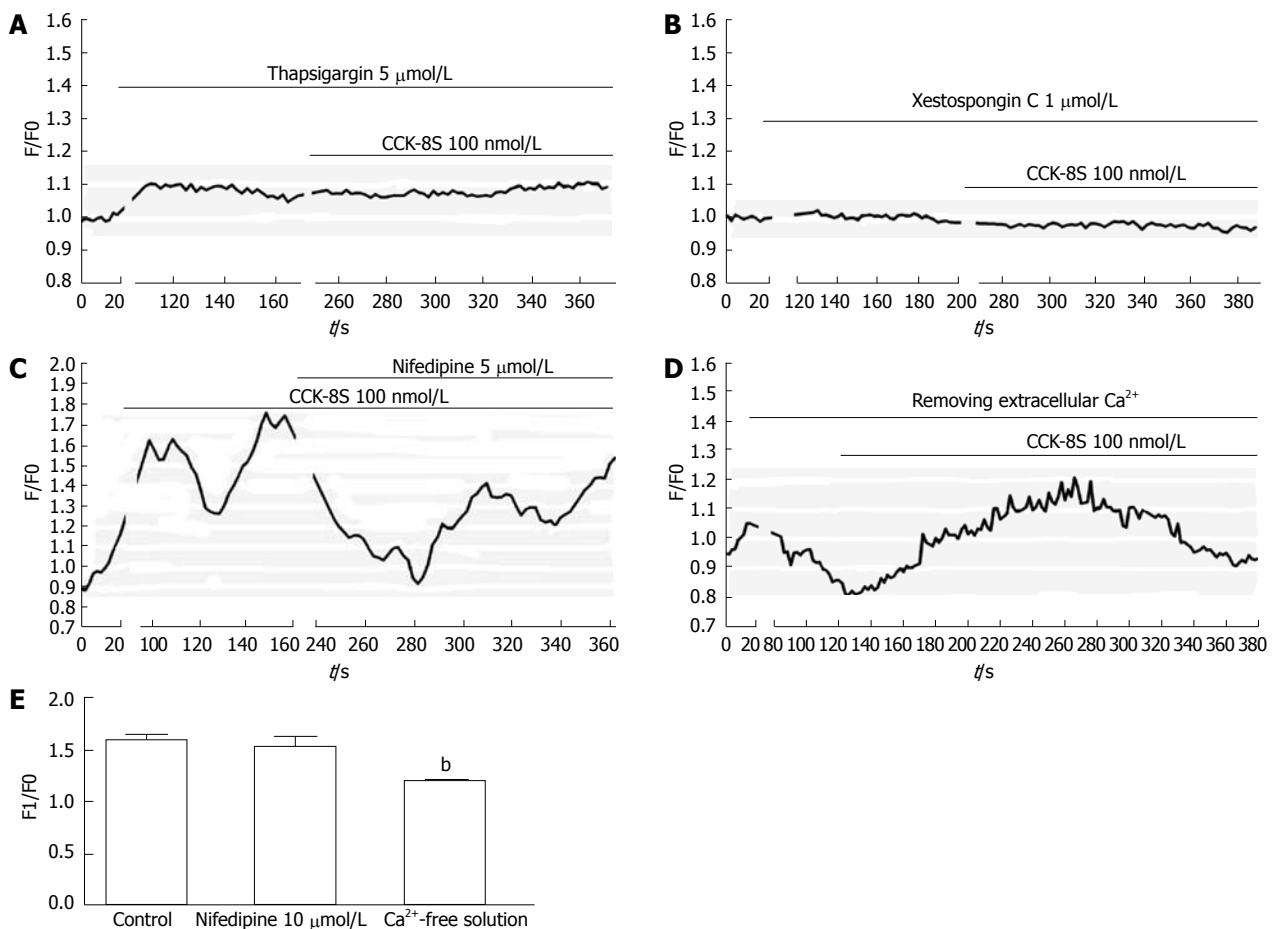 A
1.6
1.5
1.4
1.3
1.2
1.1
1.0
0.9
0.8
F/F0
Thapsigargin 5 μmol/L
CCK-8S 100 nmol/L
0 20 120 140 160 260 280 300 320 340 360
t/s
B
1.6
1.5
1.4
1.3
1.2
1.1
1.0
0.9
0.8
F/F0
Xestospongin C 1 μmol/L
CCK-8S 100 nmol/L
0 20 120 140 160 180 200 280 300 320 340 360 380
t/s
C
2.0
1.9
1.8
1.7
1.6
1.5
1.4
1.3
1.2
1.1
1.0
0.9
0.8
0.7
F/F0
Nifedipine 5 μmol/L
CCK-8S 100 nmol/L
0 20 100 120 140 160 240 260 280 300 320 340 360
t/s
D
1.6
1.5
1.4
1.3
1.2
1.1
1.0
0.9
0.8
0.7
F/F0
Removing extracellular Ca²⁺
CCK-8S 100 nmol/L
0 20 80 100 120 140 160 180 200 220 240 260 280 300 320 340 360 380
t/s
E
2.0
1.5
1.0
0.5
0.0
F1/F0
b
Control Nifedipine 10 μmol/L Ca²⁺-free solution